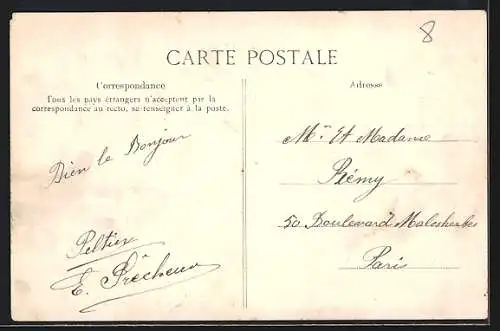 8
CARTE POSTALE
Correspondance
Tous les pays étrangers n'acceptent pas la
correspondance au recto, se renseigner à la poste.
Adresse
Bien le Bonjour
Peltier
E. Prêcheur
Mr. Et Madame
Rémy
50 Boulevard Malesherbes
Paris